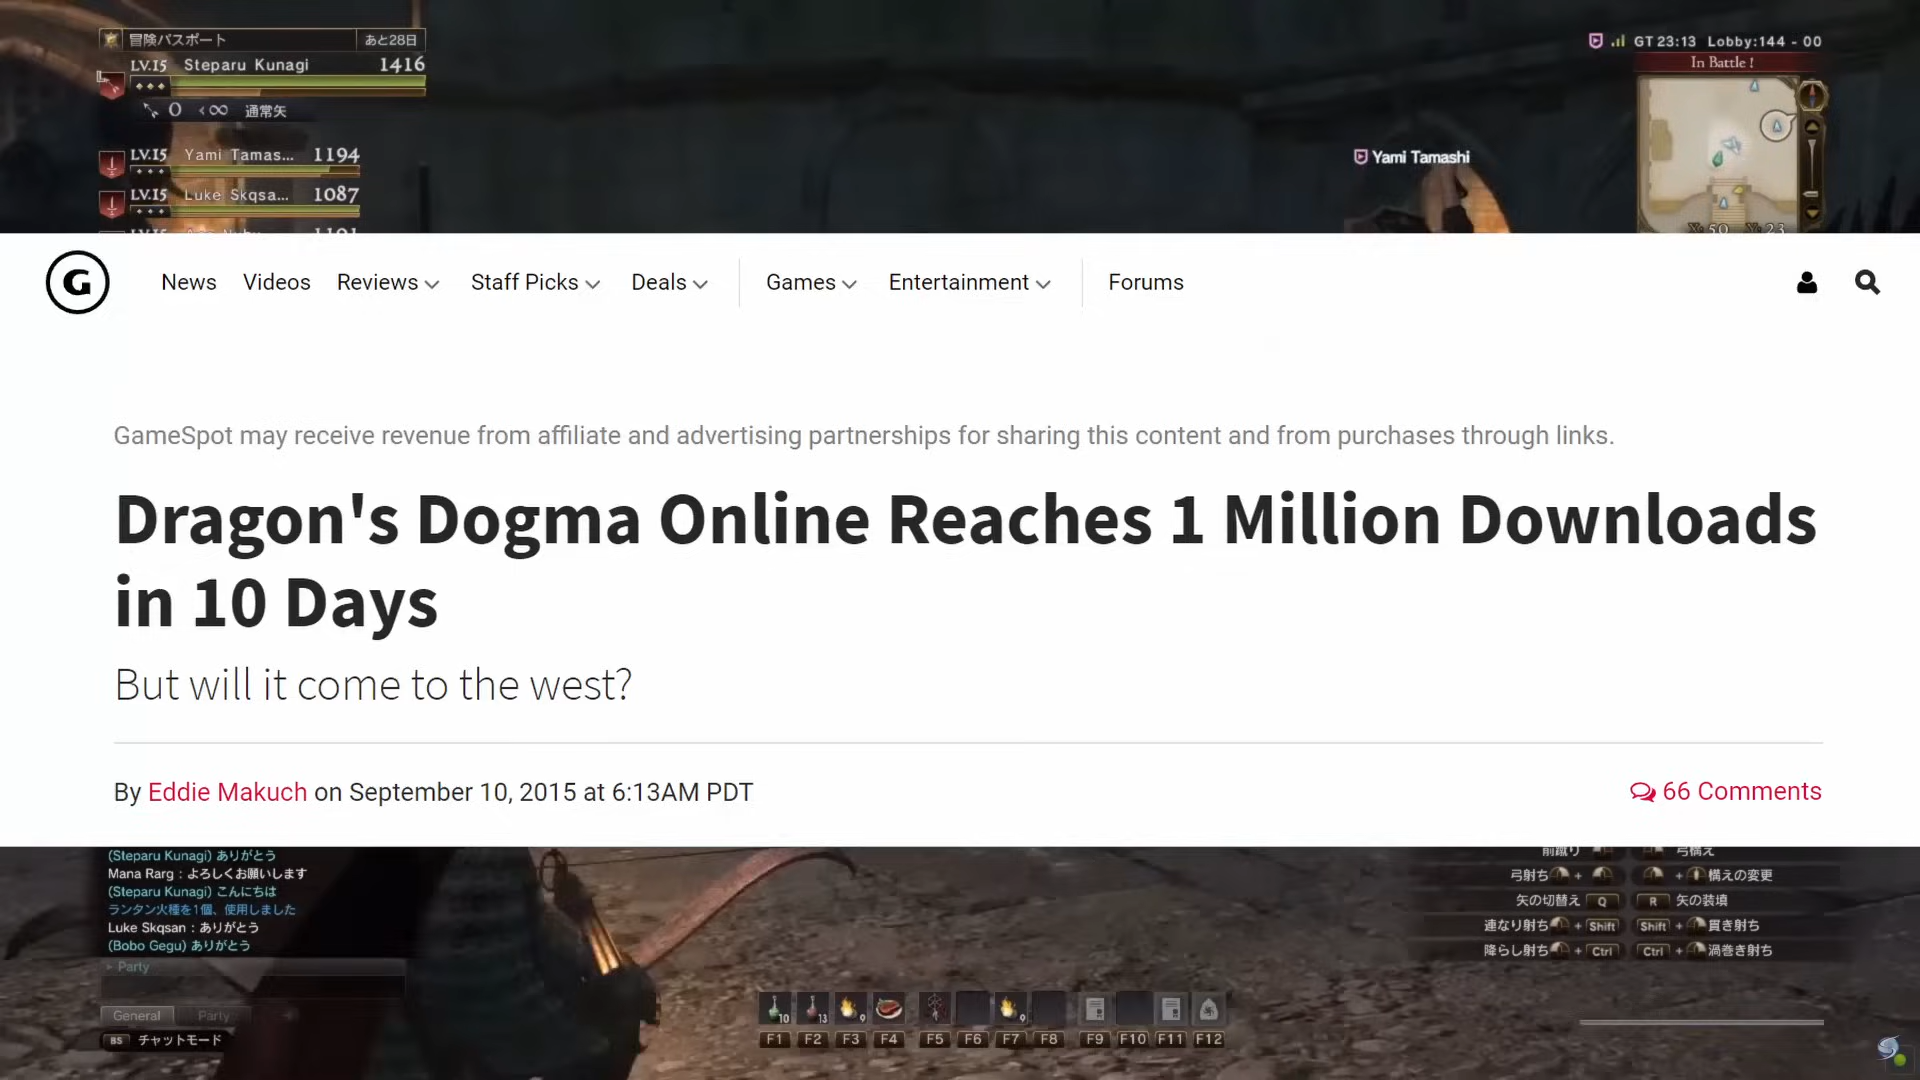 冒険パスポート あと28日
LV.15 Steparu Kunagi 1416
0 <∞ 通常矢
LV.15 Yami Tamas... 1194
LV.15 Luke Skqsa... 1087
GT 23:13 Lobby:144 - 00
In Battle !
Yami Tamashi
G
News Videos Reviews Staff Picks Deals Games Entertainment Forums
GameSpot may receive revenue from affiliate and advertising partnerships for sharing this content and from purchases through links.
Dragon's Dogma Online Reaches 1 Million Downloads
in 10 Days
But will it come to the west?
By Eddie Makuch on September 10, 2015 at 6:13AM PDT
66 Comments
(Steparu Kunagi) ありがとう
Mana Rarg : よろしくお願いします
(Steparu Kunagi) こんにちは
ランタン火種を1個、使用しました
Luke Skqsan : ありがとう
(Bobo Gegu) ありがとう
Party
General Party
BS チャットモード
10 13 9 9
F1 F2 F3 F4 F5 F6 F7 F8 F9 F10 F11 F12
前蹴り 弓構え
弓射ち + + 構えの変更
矢の切替え Q R 矢の装填
連なり射ち + Shift Shift + 貫き射ち
降らし射ち + Ctrl Ctrl + 渦巻き射ち